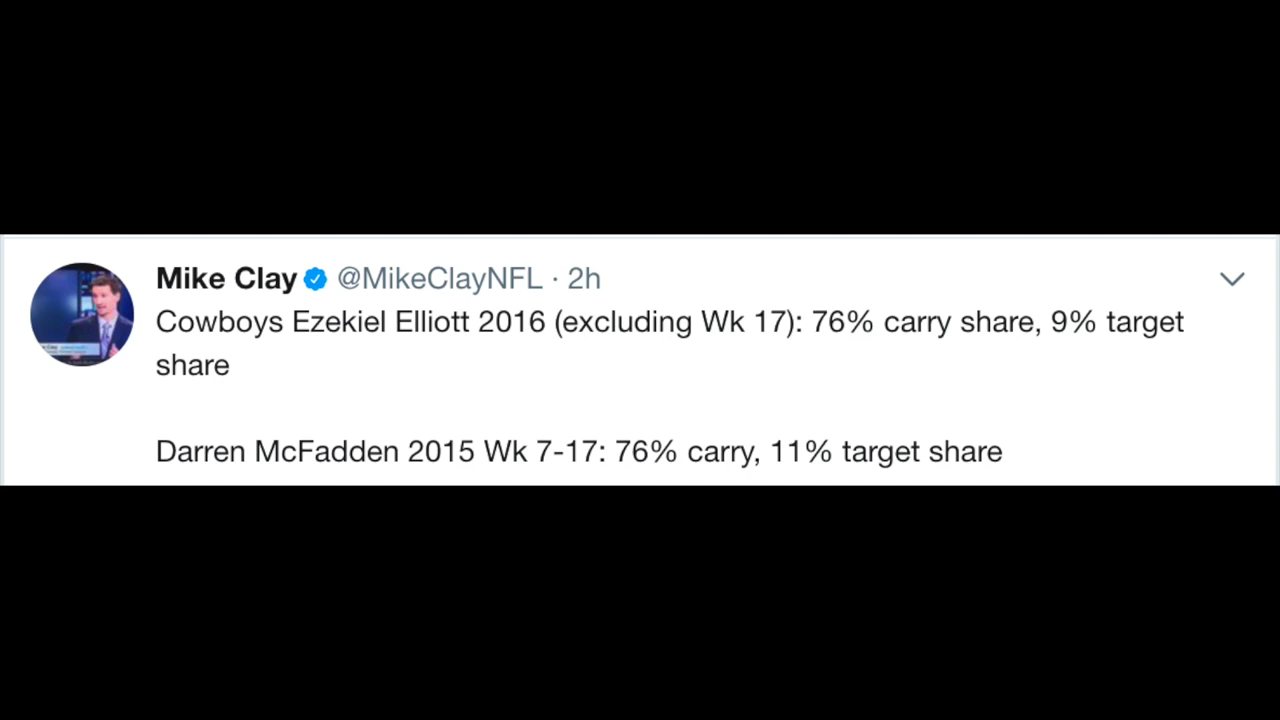 Mike Clay @MikeClayNFL · 2h
Cowboys Ezekiel Elliott 2016 (excluding Wk 17): 76% carry share, 9% target
share
Darren McFadden 2015 Wk 7-17: 76% carry, 11% target share